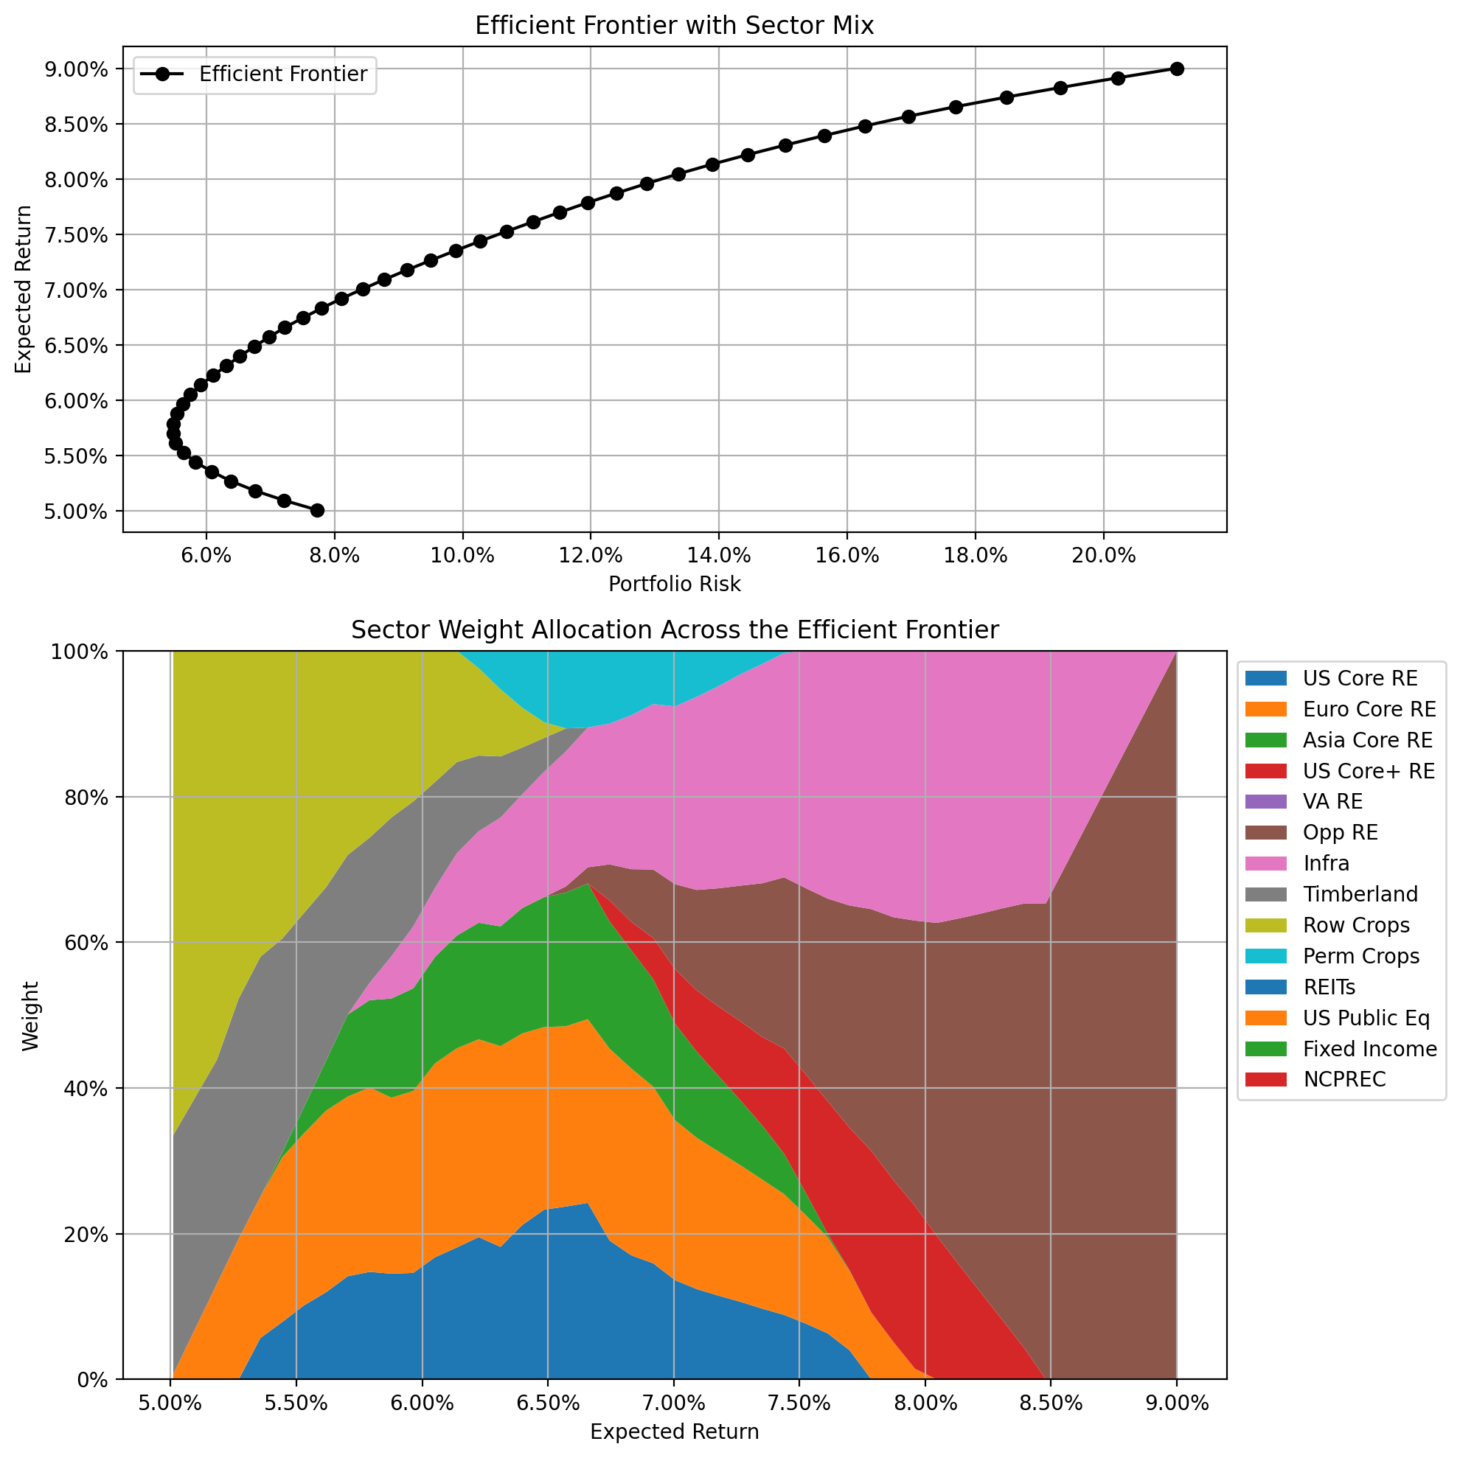 Efficient Frontier with Sector Mix
Efficient Frontier
9.00%
8.50%
8.00%
7.50%
7.00%
6.50%
6.00%
5.50%
5.00%
Expected Return
6.0%
8.0%
10.0%
12.0%
14.0%
16.0%
18.0%
20.0%
Portfolio Risk
Sector Weight Allocation Across the Efficient Frontier
100%
80%
60%
40%
20%
0%
Weight
5.00%
5.50%
6.00%
6.50%
7.00%
7.50%
8.00%
8.50%
9.00%
Expected Return
US Core RE
Euro Core RE
Asia Core RE
US Core+ RE
VA RE
Opp RE
Infra
Timberland
Row Crops
Perm Crops
REITs
US Public Eq
Fixed Income
NCPREC